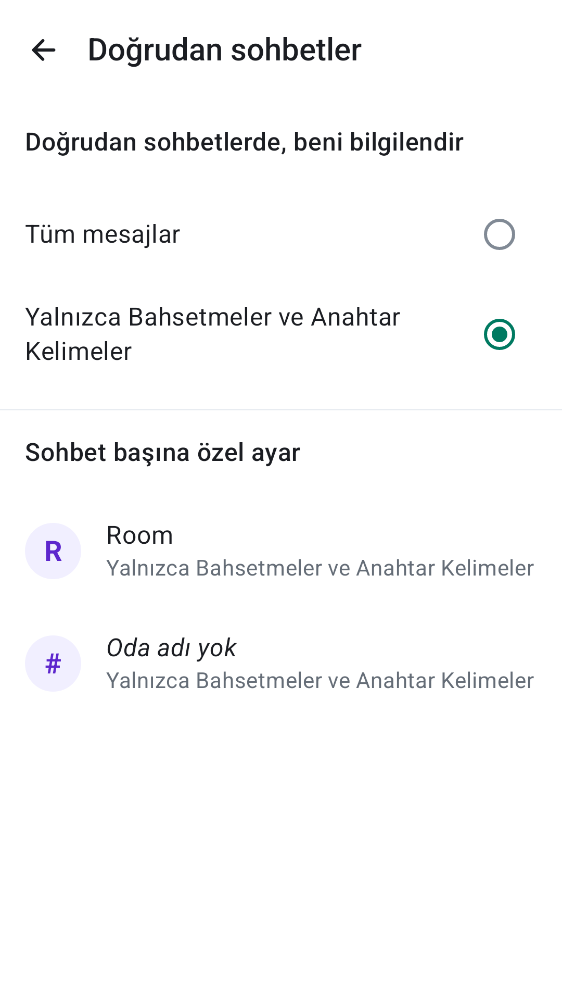 Doğrudan sohbetler
Doğrudan sohbetlerde, beni bilgilendir
Tüm mesajlar
Yalnızca Bahsetmeler ve Anahtar
Kelimeler
Sohbet başına özel ayar
R
Room
Yalnızca Bahsetmeler ve Anahtar Kelimeler
#
Oda adı yok
Yalnızca Bahsetmeler ve Anahtar Kelimeler